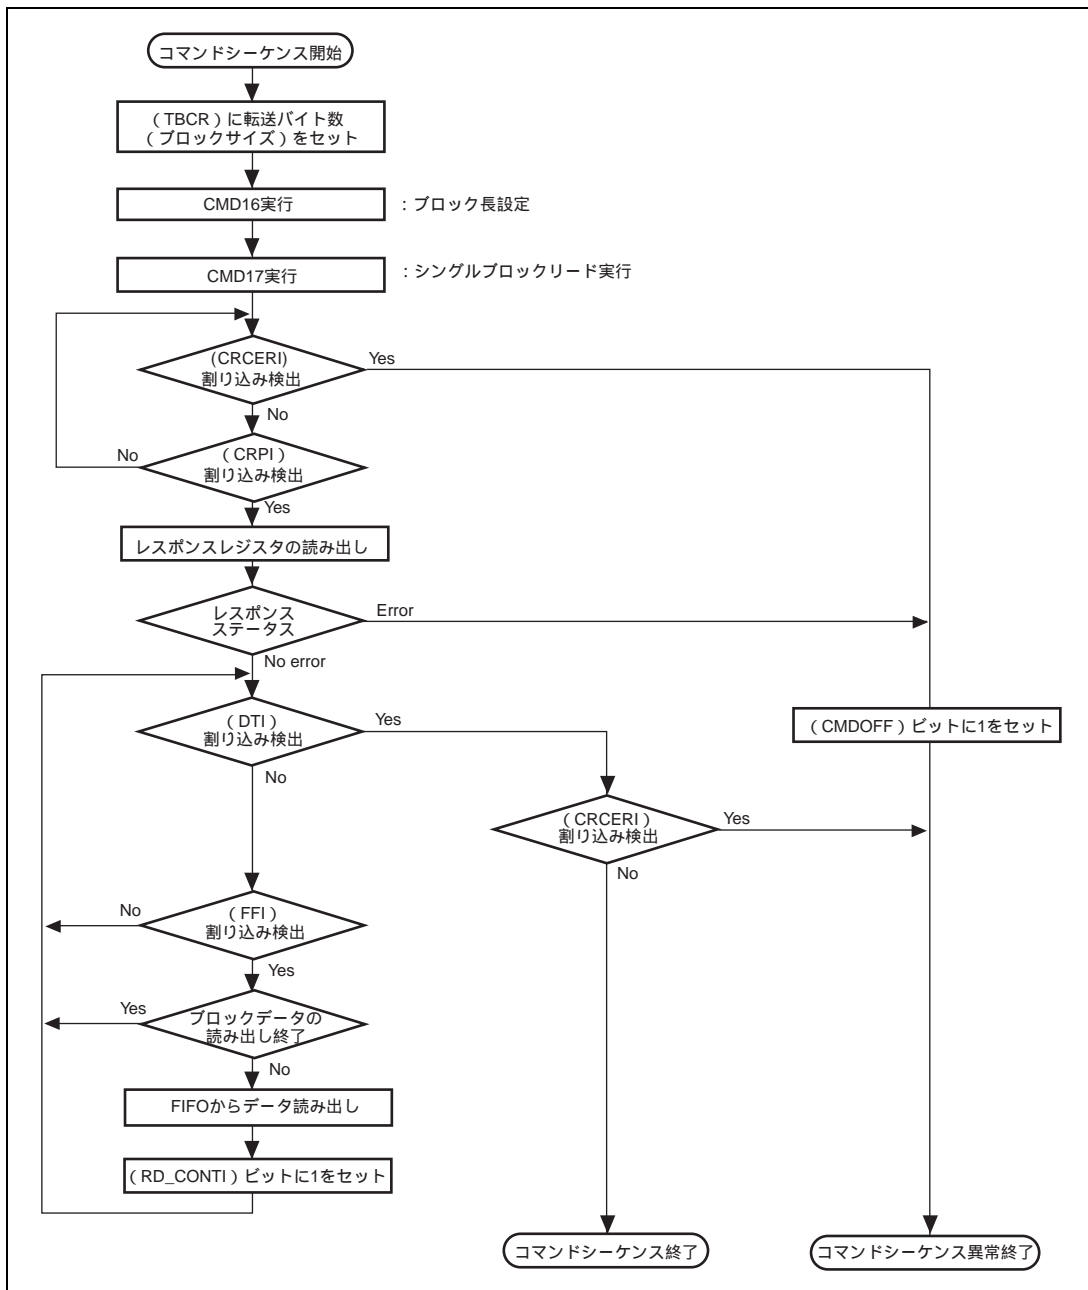 コマンドシーケンス開始
（TBCR）に転送バイト数
（ブロックサイズ）をセット
CMD16実行
：ブロック長設定
CMD17実行
：シングルブロックリード実行
(CRCERI)
割り込み検出
Yes
No
（CRPI）
割り込み検出
No
Yes
レスポンスレジスタの読み出し
レスポンス
ステータス
Error
No error
（DTI）
割り込み検出
Yes
No
（CMDOFF）ビットに1をセット
（CRCERI）
割り込み検出
Yes
No
（FFI）
割り込み検出
No
Yes
ブロックデータの
読み出し終了
Yes
No
FIFOからデータ読み出し
（RD_CONTI）ビットに1をセット
コマンドシーケンス終了
コマンドシーケンス異常終了